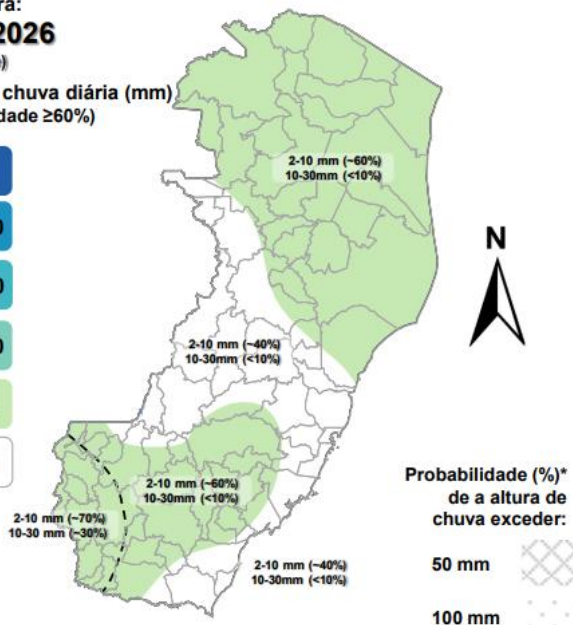 ra:
2026
chuva diária (mm)
dade ≥60%)
2-10 mm (~60%)
10-30mm (<10%)
N
2-10 mm (~40%)
10-30mm (<10%)
2-10 mm (~60%)
10-30mm (<10%)
2-10 mm (~70%)
10-30 mm (~30%)
2-10 mm (~40%)
10-30mm (<10%)
Probabilidade (%)*
de a altura de
chuva exceder:
50 mm
100 mm